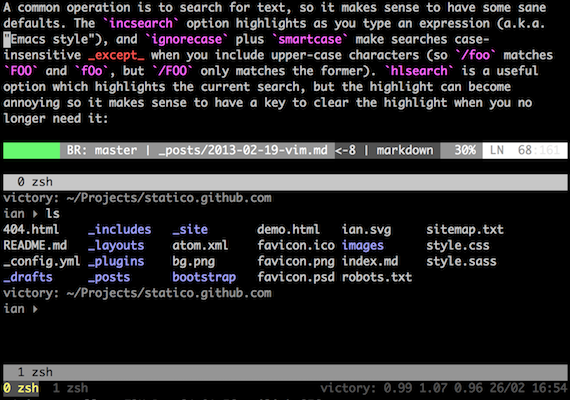 A common operation is to search for text, so it makes sense to have some sane
defaults. The `incsearch` option highlights as you type an expression (a.k.a.
"Emacs style"), and `ignorecase` plus `smartcase` make searches case-
insensitive _except_ when you include upper-case characters (so `/foo` matches
`FOO` and `fOo`, but `/FOO` only matches the former). `hlsearch` is a useful
option which highlights the current search, but the highlight can become
annoying so it makes sense to have a key to clear the highlight when you no
longer need it:
BR: master | _posts/2013-02-19-vim.md <-8 | markdown 30% LN 68:161
0 zsh
victory: ~/Projects/statico.github.com
ian ▸ ls
404.html _includes _site demo.html ian.svg sitemap.txt
README.md _layouts atom.xml favicon.ico images style.css
_config.yml _plugins bg.png favicon.png index.md style.sass
_drafts _posts bootstrap favicon.psd robots.txt
victory: ~/Projects/statico.github.com
ian ▸
1 zsh
0 zsh 1 zsh victory: 0.99 1.07 0.96 26/02 16:54